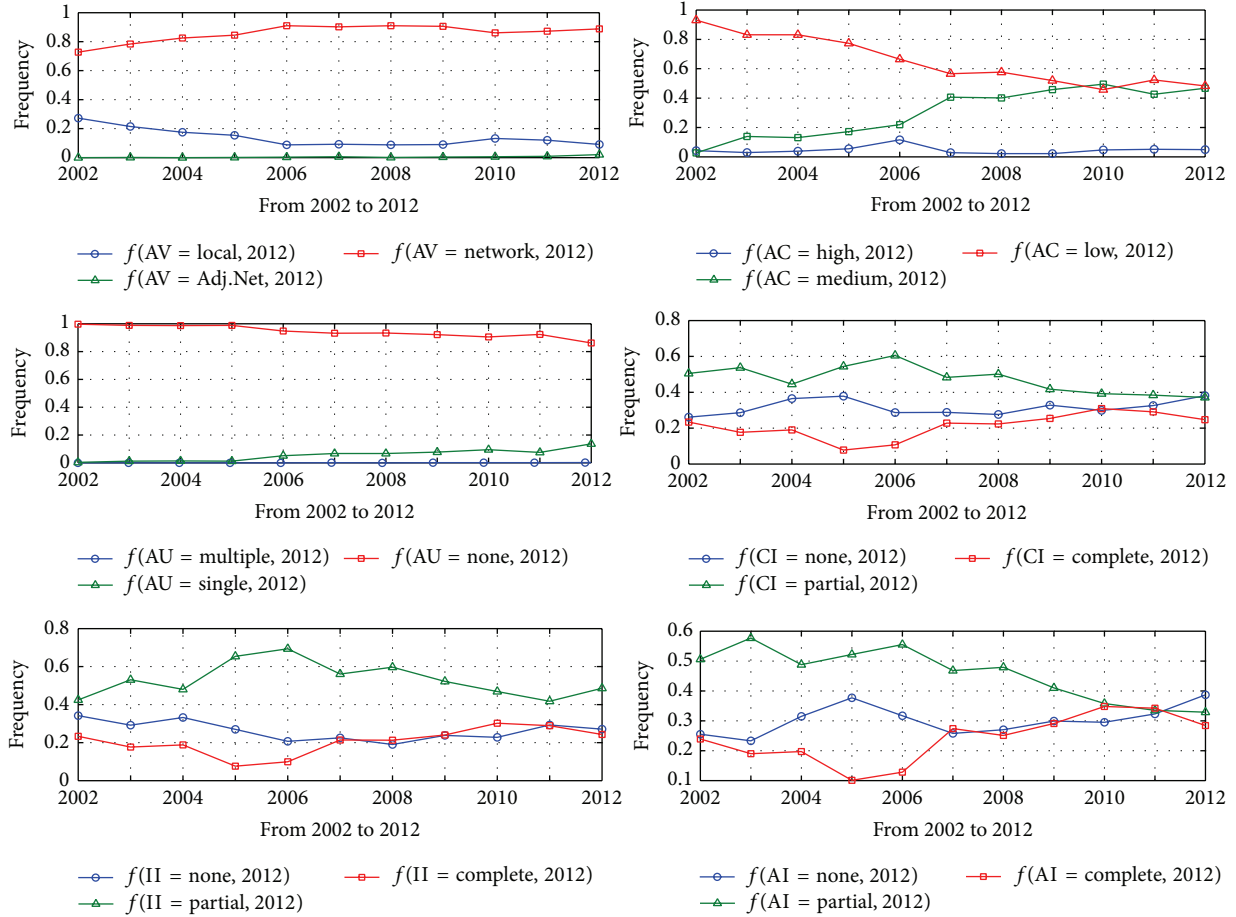 1
0.8
0.6
0.4
0.2
0
Frequency
2002 2004 2006 2008 2010 2012
From 2002 to 2012
f(AV = local, 2012) f(AV = network, 2012)
f(AV = Adj.Net, 2012)
1
0.8
0.6
0.4
0.2
0
Frequency
2002 2004 2006 2008 2010 2012
From 2002 to 2012
f(AC = high, 2012) f(AC = low, 2012)
f(AC = medium, 2012)
1
0.8
0.6
0.4
0.2
0
Frequency
2002 2004 2006 2008 2010 2012
From 2002 to 2012
f(AU = multiple, 2012) f(AU = none, 2012)
f(AU = single, 2012)
0.8
0.6
0.4
0.2
0
Frequency
2002 2004 2006 2008 2010 2012
From 2002 to 2012
f(CI = none, 2012) f(CI = complete, 2012)
f(CI = partial, 2012)
0.8
0.6
0.4
0.2
0
Frequency
2002 2004 2006 2008 2010 2012
From 2002 to 2012
f(II = none, 2012) f(II = complete, 2012)
f(II = partial, 2012)
0.6
0.5
0.4
0.3
0.2
0.1
Frequency
2002 2004 2006 2008 2010 2012
From 2002 to 2012
f(AI = none, 2012) f(AI = complete, 2012)
f(AI = partial, 2012)